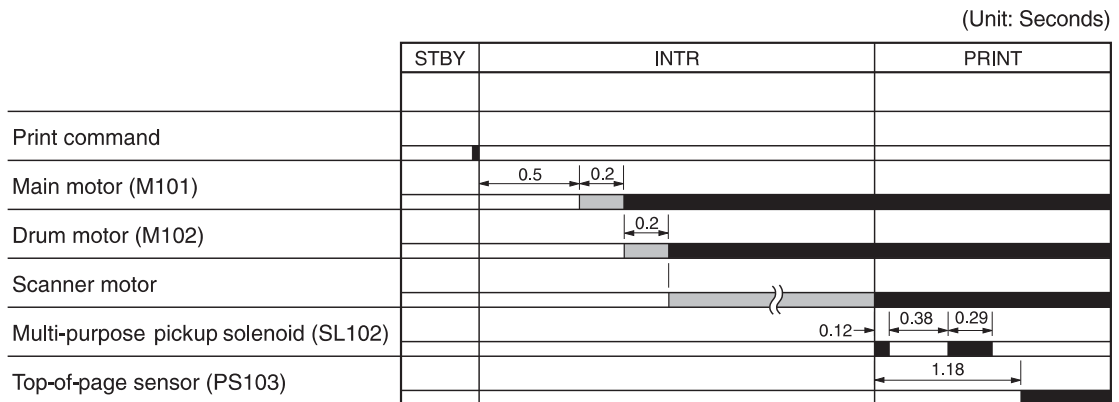 (Unit: Seconds)
STBY INTR PRINT
Print command
0.5 0.2
Main motor (M101)
0.2
Drum motor (M102)
Scanner motor
0.12 0.38 0.29
Multi-purpose pickup solenoid (SL102)
1.18
Top-of-page sensor (PS103)